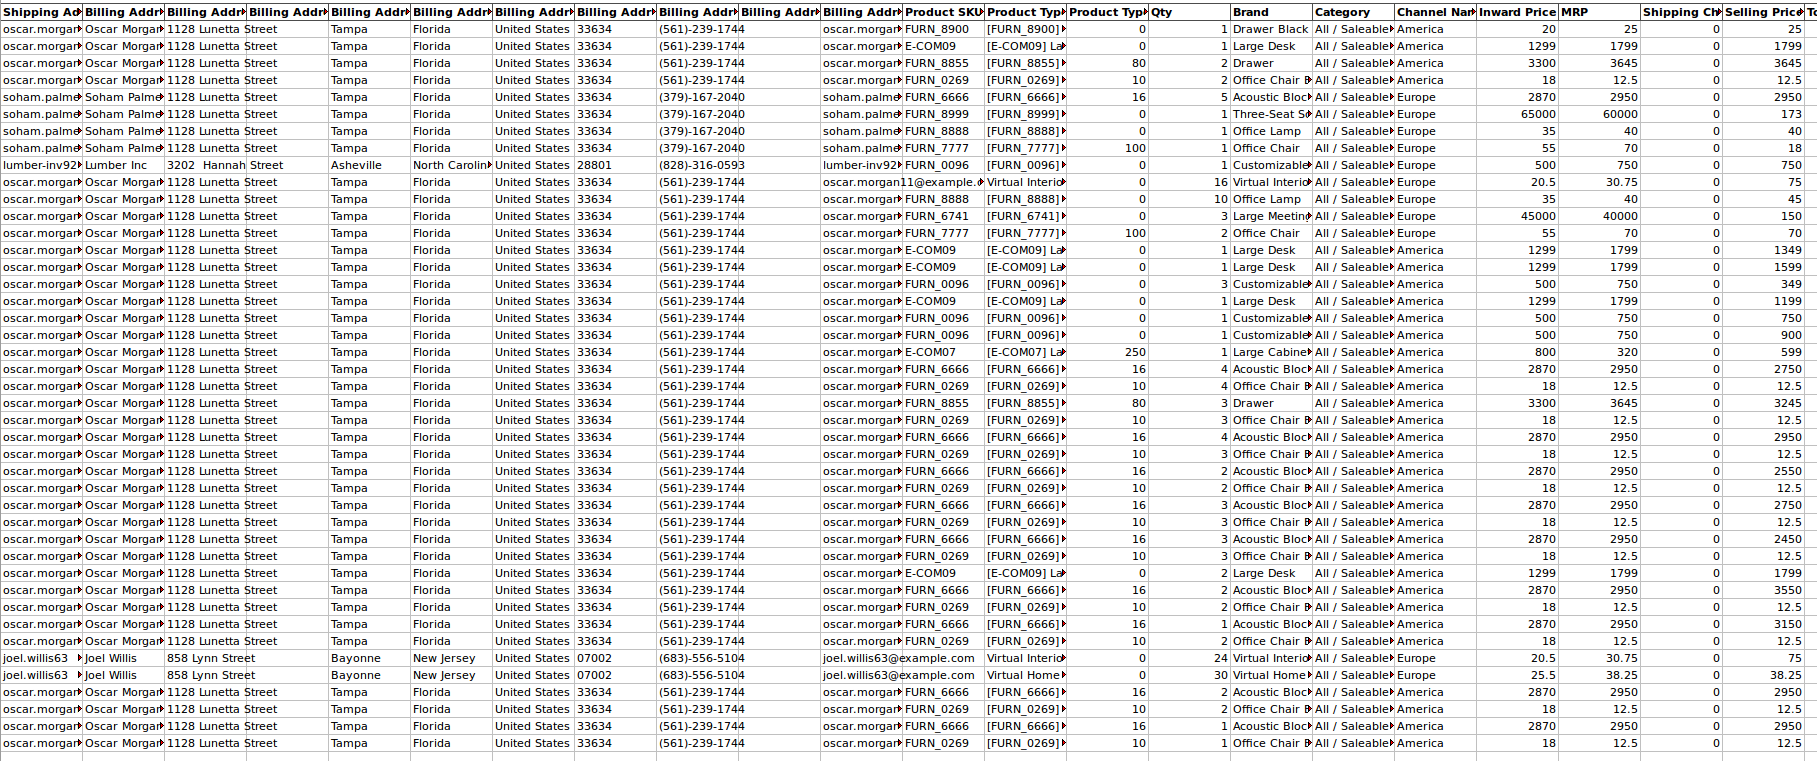 Shipping Ad Billing Addr Billing Addr Billing Addr Billing Addr Billing Addr Billing Addr Billing Addr Billing Addr Billing Addr Billing Addr Product SKU Product Typ Product Typ Qty Brand Category Channel Nar Inward Price MRP Shipping Ch Selling Price To
oscar.morgar Oscar Morgar 1128 Lunetta Street Tampa Florida United States 33634 (561)-239-1744 oscar.morgar FURN_8900 [FURN_8900] 0 1 Drawer Black All / Saleable America 20 25 0 25
oscar.morgar Oscar Morgar 1128 Lunetta Street Tampa Florida United States 33634 (561)-239-1744 oscar.morgar E-COM09 [E-COM09] La 0 1 Large Desk All / Saleable America 1299 1799 0 1799
oscar.morgar Oscar Morgar 1128 Lunetta Street Tampa Florida United States 33634 (561)-239-1744 oscar.morgar FURN_8855 [FURN_8855] 80 2 Drawer All / Saleable America 3300 3645 0 3645
oscar.morgar Oscar Morgar 1128 Lunetta Street Tampa Florida United States 33634 (561)-239-1744 oscar.morgar FURN_0269 [FURN_0269] 10 2 Office Chair B All / Saleable America 18 12.5 0 12.5
soham.palme Soham Palme 1128 Lunetta Street Tampa Florida United States 33634 (379)-167-2040 soham.palme FURN_6666 [FURN_6666] 16 5 Acoustic Bloc All / Saleable Europe 2870 2950 0 2950
soham.palme Soham Palme 1128 Lunetta Street Tampa Florida United States 33634 (379)-167-2040 soham.palme FURN_8999 [FURN_8999] 0 1 Three-Seat So All / Saleable Europe 65000 60000 0 173
soham.palme Soham Palme 1128 Lunetta Street Tampa Florida United States 33634 (379)-167-2040 soham.palme FURN_8888 [FURN_8888] 0 1 Office Lamp All / Saleable Europe 35 40 0 40
soham.palme Soham Palme 1128 Lunetta Street Tampa Florida United States 33634 (379)-167-2040 soham.palme FURN_7777 [FURN_7777] 100 1 Office Chair All / Saleable Europe 55 70 0 18
lumber-inv92 Lumber Inc 3202 Hannah Street Asheville North Carolin United States 28801 (828)-316-0593 lumber-inv92 FURN_0096 [FURN_0096] 0 1 Customizable All / Saleable Europe 500 750 0 750
oscar.morgar Oscar Morgar 1128 Lunetta Street Tampa Florida United States 33634 (561)-239-1744 oscar.morgan11@example. Virtual Interio 0 16 Virtual Interio All / Saleable Europe 20.5 30.75 0 75
oscar.morgar Oscar Morgar 1128 Lunetta Street Tampa Florida United States 33634 (561)-239-1744 oscar.morgar FURN_8888 [FURN_8888] 0 10 Office Lamp All / Saleable Europe 35 40 0 45
oscar.morgar Oscar Morgar 1128 Lunetta Street Tampa Florida United States 33634 (561)-239-1744 oscar.morgar FURN_6741 [FURN_6741] 0 3 Large Meeting All / Saleable Europe 45000 40000 0 150
oscar.morgar Oscar Morgar 1128 Lunetta Street Tampa Florida United States 33634 (561)-239-1744 oscar.morgar FURN_7777 [FURN_7777] 100 2 Office Chair All / Saleable Europe 55 70 0 70
oscar.morgar Oscar Morgar 1128 Lunetta Street Tampa Florida United States 33634 (561)-239-1744 oscar.morgar E-COM09 [E-COM09] La 0 1 Large Desk All / Saleable America 1299 1799 0 1349
oscar.morgar Oscar Morgar 1128 Lunetta Street Tampa Florida United States 33634 (561)-239-1744 oscar.morgar E-COM09 [E-COM09] La 0 1 Large Desk All / Saleable America 1299 1799 0 1599
oscar.morgar Oscar Morgar 1128 Lunetta Street Tampa Florida United States 33634 (561)-239-1744 oscar.morgar FURN_0096 [FURN_0096] 0 3 Customizable All / Saleable America 500 750 0 349
oscar.morgar Oscar Morgar 1128 Lunetta Street Tampa Florida United States 33634 (561)-239-1744 oscar.morgar E-COM09 [E-COM09] La 0 1 Large Desk All / Saleable America 1299 1799 0 1199
oscar.morgar Oscar Morgar 1128 Lunetta Street Tampa Florida United States 33634 (561)-239-1744 oscar.morgar FURN_0096 [FURN_0096] 0 1 Customizable All / Saleable America 500 750 0 750
oscar.morgar Oscar Morgar 1128 Lunetta Street Tampa Florida United States 33634 (561)-239-1744 oscar.morgar FURN_0096 [FURN_0096] 0 1 Customizable All / Saleable America 500 750 0 900
oscar.morgar Oscar Morgar 1128 Lunetta Street Tampa Florida United States 33634 (561)-239-1744 oscar.morgar E-COM07 [E-COM07] La 250 1 Large Cabine All / Saleable America 800 320 0 599
oscar.morgar Oscar Morgar 1128 Lunetta Street Tampa Florida United States 33634 (561)-239-1744 oscar.morgar FURN_6666 [FURN_6666] 16 4 Acoustic Bloc All / Saleable America 2870 2950 0 2750
oscar.morgar Oscar Morgar 1128 Lunetta Street Tampa Florida United States 33634 (561)-239-1744 oscar.morgar FURN_0269 [FURN_0269] 10 4 Office Chair B All / Saleable America 18 12.5 0 12.5
oscar.morgar Oscar Morgar 1128 Lunetta Street Tampa Florida United States 33634 (561)-239-1744 oscar.morgar FURN_8855 [FURN_8855] 80 3 Drawer All / Saleable America 3300 3645 0 3245
oscar.morgar Oscar Morgar 1128 Lunetta Street Tampa Florida United States 33634 (561)-239-1744 oscar.morgar FURN_0269 [FURN_0269] 10 3 Office Chair B All / Saleable America 18 12.5 0 12.5
oscar.morgar Oscar Morgar 1128 Lunetta Street Tampa Florida United States 33634 (561)-239-1744 oscar.morgar FURN_6666 [FURN_6666] 16 4 Acoustic Bloc All / Saleable America 2870 2950 0 2950
oscar.morgar Oscar Morgar 1128 Lunetta Street Tampa Florida United States 33634 (561)-239-1744 oscar.morgar FURN_0269 [FURN_0269] 10 3 Office Chair B All / Saleable America 18 12.5 0 12.5
oscar.morgar Oscar Morgar 1128 Lunetta Street Tampa Florida United States 33634 (561)-239-1744 oscar.morgar FURN_6666 [FURN_6666] 16 2 Acoustic Bloc All / Saleable America 2870 2950 0 2550
oscar.morgar Oscar Morgar 1128 Lunetta Street Tampa Florida United States 33634 (561)-239-1744 oscar.morgar FURN_0269 [FURN_0269] 10 2 Office Chair B All / Saleable America 18 12.5 0 12.5
oscar.morgar Oscar Morgar 1128 Lunetta Street Tampa Florida United States 33634 (561)-239-1744 oscar.morgar FURN_6666 [FURN_6666] 16 3 Acoustic Bloc All / Saleable America 2870 2950 0 2750
oscar.morgar Oscar Morgar 1128 Lunetta Street Tampa Florida United States 33634 (561)-239-1744 oscar.morgar FURN_0269 [FURN_0269] 10 3 Office Chair B All / Saleable America 18 12.5 0 12.5
oscar.morgar Oscar Morgar 1128 Lunetta Street Tampa Florida United States 33634 (561)-239-1744 oscar.morgar FURN_6666 [FURN_6666] 16 3 Acoustic Bloc All / Saleable America 2870 2950 0 2450
oscar.morgar Oscar Morgar 1128 Lunetta Street Tampa Florida United States 33634 (561)-239-1744 oscar.morgar FURN_0269 [FURN_0269] 10 3 Office Chair B All / Saleable America 18 12.5 0 12.5
oscar.morgar Oscar Morgar 1128 Lunetta Street Tampa Florida United States 33634 (561)-239-1744 oscar.morgar E-COM09 [E-COM09] La 0 2 Large Desk All / Saleable America 1299 1799 0 1799
oscar.morgar Oscar Morgar 1128 Lunetta Street Tampa Florida United States 33634 (561)-239-1744 oscar.morgar FURN_6666 [FURN_6666] 16 2 Acoustic Bloc All / Saleable America 2870 2950 0 3550
oscar.morgar Oscar Morgar 1128 Lunetta Street Tampa Florida United States 33634 (561)-239-1744 oscar.morgar FURN_0269 [FURN_0269] 10 2 Office Chair B All / Saleable America 18 12.5 0 12.5
oscar.morgar Oscar Morgar 1128 Lunetta Street Tampa Florida United States 33634 (561)-239-1744 oscar.morgar FURN_6666 [FURN_6666] 16 1 Acoustic Bloc All / Saleable America 2870 2950 0 3150
oscar.morgar Oscar Morgar 1128 Lunetta Street Tampa Florida United States 33634 (561)-239-1744 oscar.morgar FURN_0269 [FURN_0269] 10 2 Office Chair B All / Saleable America 18 12.5 0 12.5
joel.willis63 Joel Willis 858 Lynn Street Bayonne New Jersey United States 07002 (683)-556-5104 joel.willis63@example.com Virtual Interio 0 24 Virtual Interio All / Saleable Europe 20.5 30.75 0 75
joel.willis63 Joel Willis 858 Lynn Street Bayonne New Jersey United States 07002 (683)-556-5104 joel.willis63@example.com Virtual Home 0 30 Virtual Home All / Saleable Europe 25.5 38.25 0 38.25
oscar.morgar Oscar Morgar 1128 Lunetta Street Tampa Florida United States 33634 (561)-239-1744 oscar.morgar FURN_6666 [FURN_6666] 16 2 Acoustic Bloc All / Saleable America 2870 2950 0 2950
oscar.morgar Oscar Morgar 1128 Lunetta Street Tampa Florida United States 33634 (561)-239-1744 oscar.morgar FURN_0269 [FURN_0269] 10 2 Office Chair B All / Saleable America 18 12.5 0 12.5
oscar.morgar Oscar Morgar 1128 Lunetta Street Tampa Florida United States 33634 (561)-239-1744 oscar.morgar FURN_6666 [FURN_6666] 16 1 Acoustic Bloc All / Saleable America 2870 2950 0 2950
oscar.morgar Oscar Morgar 1128 Lunetta Street Tampa Florida United States 33634 (561)-239-1744 oscar.morgar FURN_0269 [FURN_0269] 10 1 Office Chair B All / Saleable America 18 12.5 0 12.5